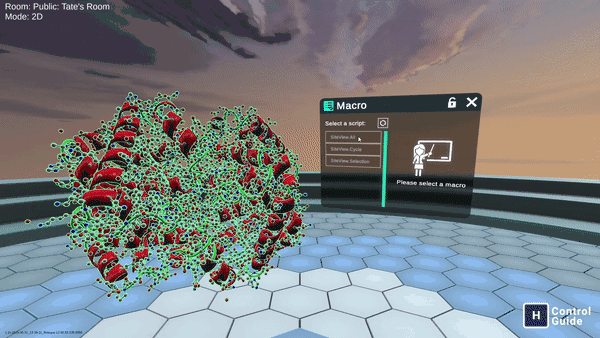 Room: Public: Tate's Room
Mode: 2D
Macro
Select a script:
SiteView.All
SiteView.Cycle
SiteView.Selection
Please select a macro
H
Control
Guide